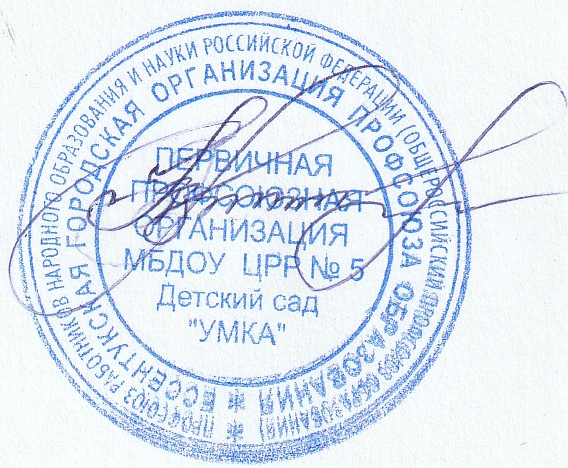 ПРОФСОЮЗ РАБОТНИКОВ НАРОДНОГО ОБРАЗОВАНИЯ И НАУКИ РОССИЙСКОЙ ФЕДЕРАЦИИ (ОБЩЕРОССИЙСКИЙ ПРОФСОЮЗ ОБРАЗОВАНИЯ)
* ЕССЕНТУКСКАЯ ГОРОДСКАЯ ОРГАНИЗАЦИЯ ПРОФСОЮЗА ОБРАЗОВАНИЯ *
ПЕРВИЧНАЯ
ПРОФСОЮЗНАЯ
ОРГАНИЗАЦИЯ
МБДОУ ЦРР № 5
Детский сад
"УМКА"